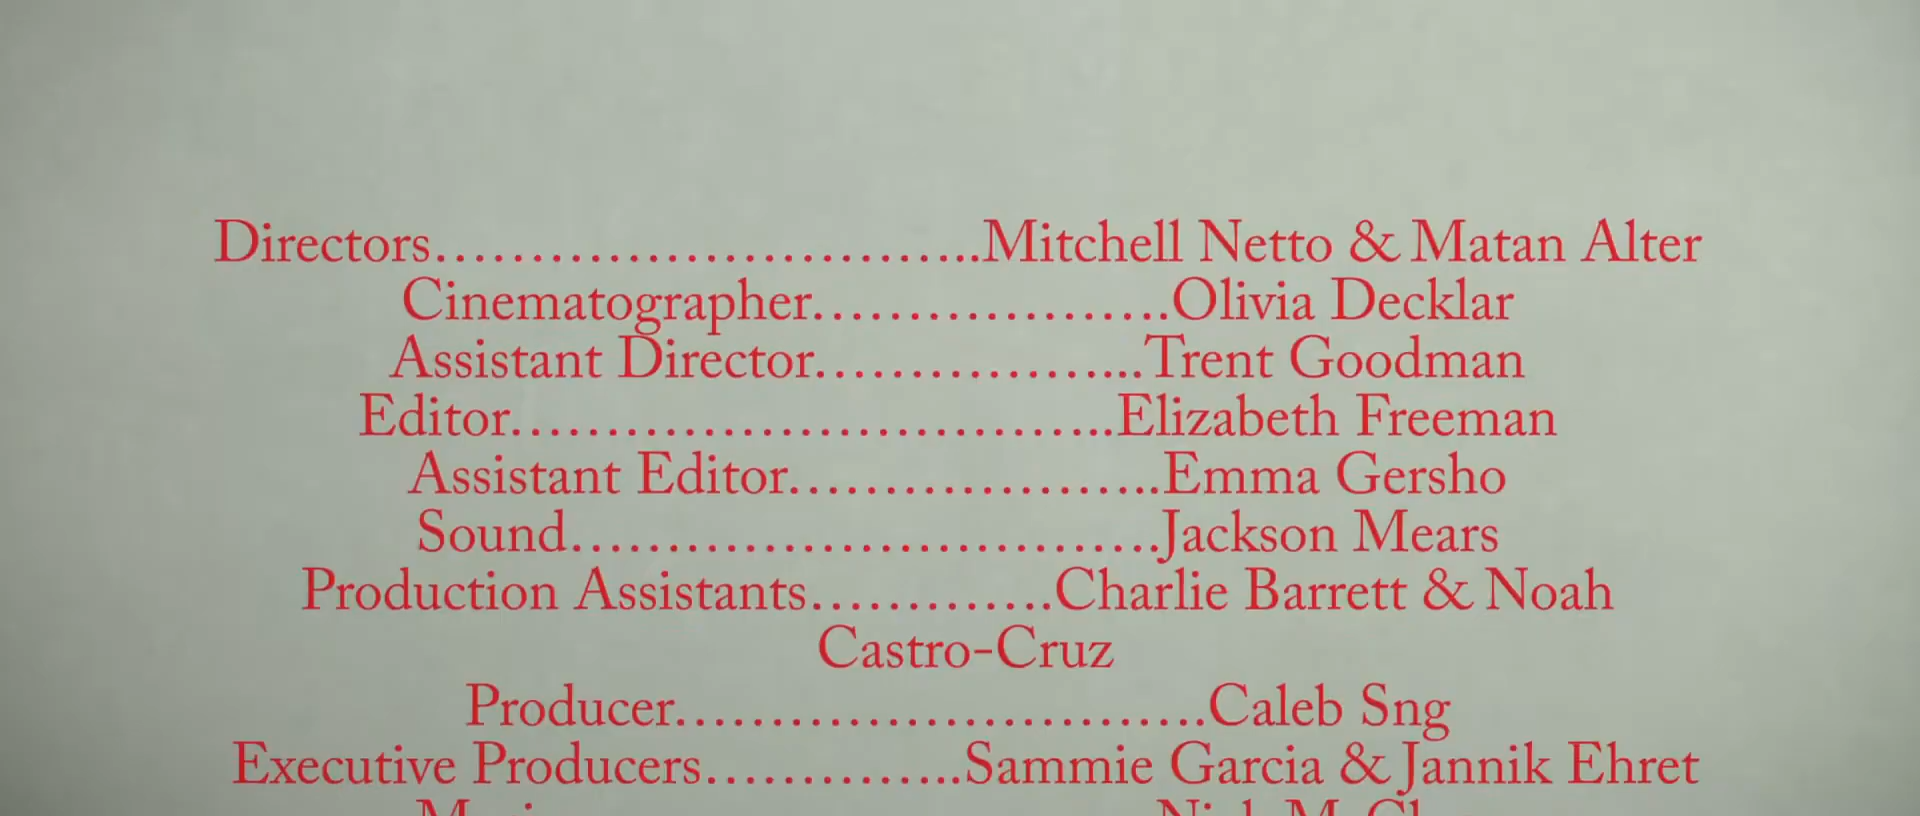 Directors…………………………..Mitchell Netto & Matan Alter
Cinematographer………………….Olivia Decklar
Assistant Director………………...Trent Goodman
Editor……………………………..Elizabeth Freeman
Assistant Editor…………………..Emma Gersho
Sound…………………………….Jackson Mears
Production Assistants………….Charlie Barrett & Noah
Castro-Cruz
Producer………………………….Caleb Sng
Executive Producers…………..Sammie Garcia & Jannik Ehret